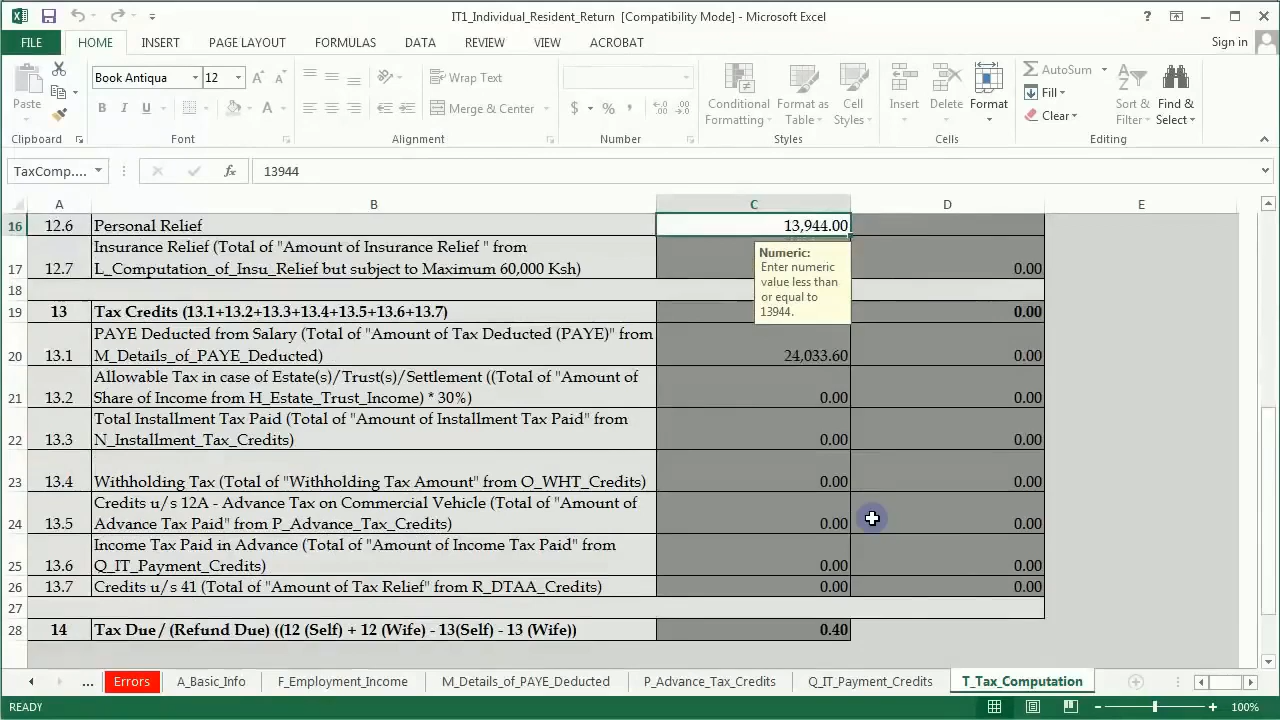 IT1_Individual_Resident_Return [Compatibility Mode] - Microsoft Excel
FILE HOME INSERT PAGE LAYOUT FORMULAS DATA REVIEW VIEW ACROBAT Sign in
Book Antiqua 12 Wrap Text AutoSum
Paste B I U A Merge & Center $ % , Conditional Formatting Format as Table Cell Styles Insert Delete Format Fill Clear Sort & Filter Find & Select
Clipboard Font Alignment Number Styles Cells Editing
TaxComp.... fx 13944
A B C D E
16 12.6 Personal Relief 13,944.00
Insurance Relief (Total of "Amount of Insurance Relief " from
17 12.7 L_Computation_of_Insu_Relief but subject to Maximum 60,000 Ksh) 0.00
Numeric:
Enter numeric
value less than
or equal to
13944.
18
19 13 Tax Credits (13.1+13.2+13.3+13.4+13.5+13.6+13.7) 0.00
PAYE Deducted from Salary (Total of "Amount of Tax Deducted (PAYE)" from
20 13.1 M_Details_of_PAYE_Deducted) 24,033.60 0.00
Allowable Tax in case of Estate(s)/Trust(s)/Settlement ((Total of "Amount of
21 13.2 Share of Income from H_Estate_Trust_Income) * 30%) 0.00 0.00
Total Installment Tax Paid (Total of "Amount of Installment Tax Paid" from
22 13.3 N_Installment_Tax_Credits) 0.00 0.00
23 13.4 Withholding Tax (Total of "Withholding Tax Amount" from O_WHT_Credits) 0.00 0.00
Credits u/s 12A - Advance Tax on Commercial Vehicle (Total of "Amount of
24 13.5 Advance Tax Paid" from P_Advance_Tax_Credits) 0.00 0.00
Income Tax Paid in Advance (Total of "Amount of Income Tax Paid" from
25 13.6 Q_IT_Payment_Credits) 0.00 0.00
26 13.7 Credits u/s 41 (Total of "Amount of Tax Relief" from R_DTAA_Credits) 0.00 0.00
27
28 14 Tax Due/ (Refund Due) ((12 (Self) + 12 (Wife) - 13(Self) - 13 (Wife)) 0.40
... Errors A_Basic_Info F_Employment_Income M_Details_of_PAYE_Deducted P_Advance_Tax_Credits Q_IT_Payment_Credits T_Tax_Computation
READY 100%